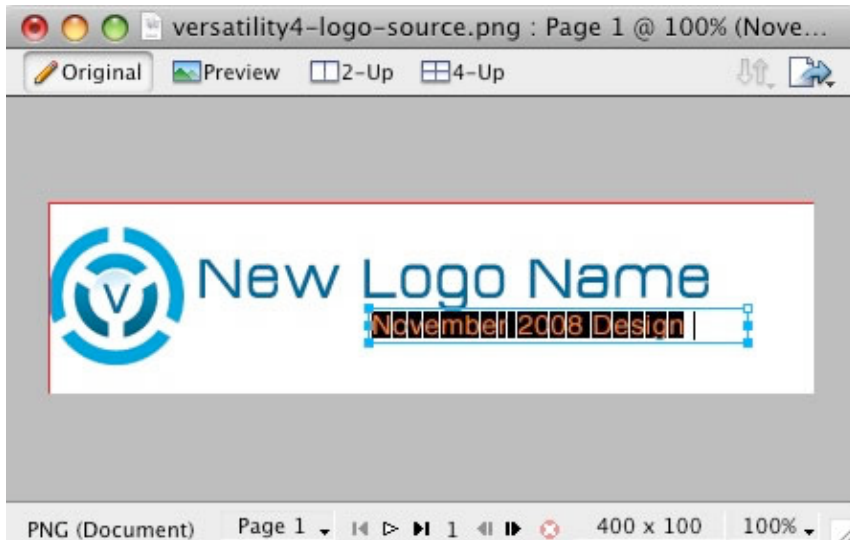 versatility4-logo-source.png : Page 1 @ 100% (Nove...
Original Preview 2-Up 4-Up
V
New Logo Name
November 2008 Design
PNG (Document) Page 1 1 400 x 100 100%